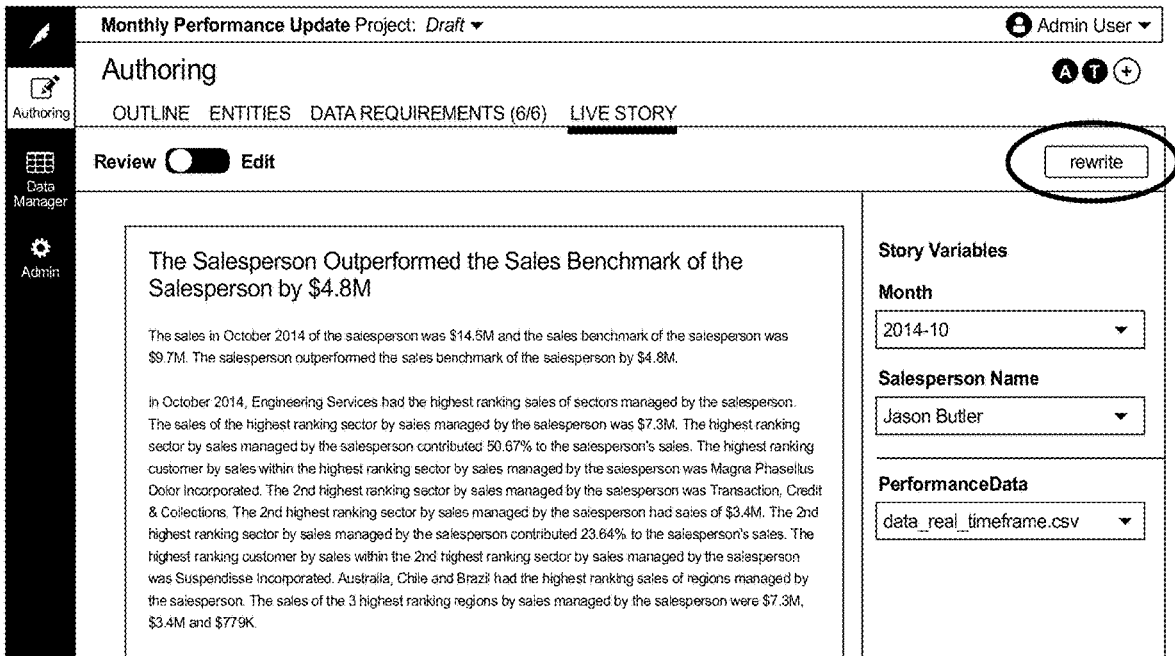 Monthly Performance Update Project: Draft
Admin User
Authoring
A T +
Authoring
OUTLINE ENTITIES DATA REQUIREMENTS (6/6) LIVE STORY
Review Edit
rewrite
Data
Manager
Admin
The Salesperson Outperformed the Sales Benchmark of the
Salesperson by $4.8M
The sales in October 2014 of the salesperson was $14.5M and the sales benchmark of the salesperson was
$9.7M. The salesperson outperformed the sales benchmark of the salesperson by $4.8M.
In October 2014, Engineering Services had the highest ranking sales of sectors managed by the salesperson.
The sales of the highest ranking sector by sales managed by the salesperson was $7.3M. The highest ranking
sector by sales managed by the salesperson contributed 50.67% to the salesperson's sales. The highest ranking
customer by sales within the highest ranking sector by sales managed by the salesperson was Magna Phasellus
Dolor Incorporated. The 2nd highest ranking sector by sales managed by the salesperson was Transaction, Credit
& Collections. The 2nd highest ranking sector by sales managed by the salesperson had sales of $3.4M. The 2nd
highest ranking sector by sales managed by the salesperson contributed 23.64% to the salesperson's sales. The
highest ranking customer by sales within the 2nd highest ranking sector by sales managed by the salesperson
was Suspendisse Incorporated. Australia, Chile and Brazil had the highest ranking sales of regions managed by
the salesperson. The sales of the 3 highest ranking regions by sales managed by the salesperson were $7.3M,
$3.4M and $779K.
Story Variables
Month
2014-10
Salesperson Name
Jason Butler
PerformanceData
data_real_timeframe.csv